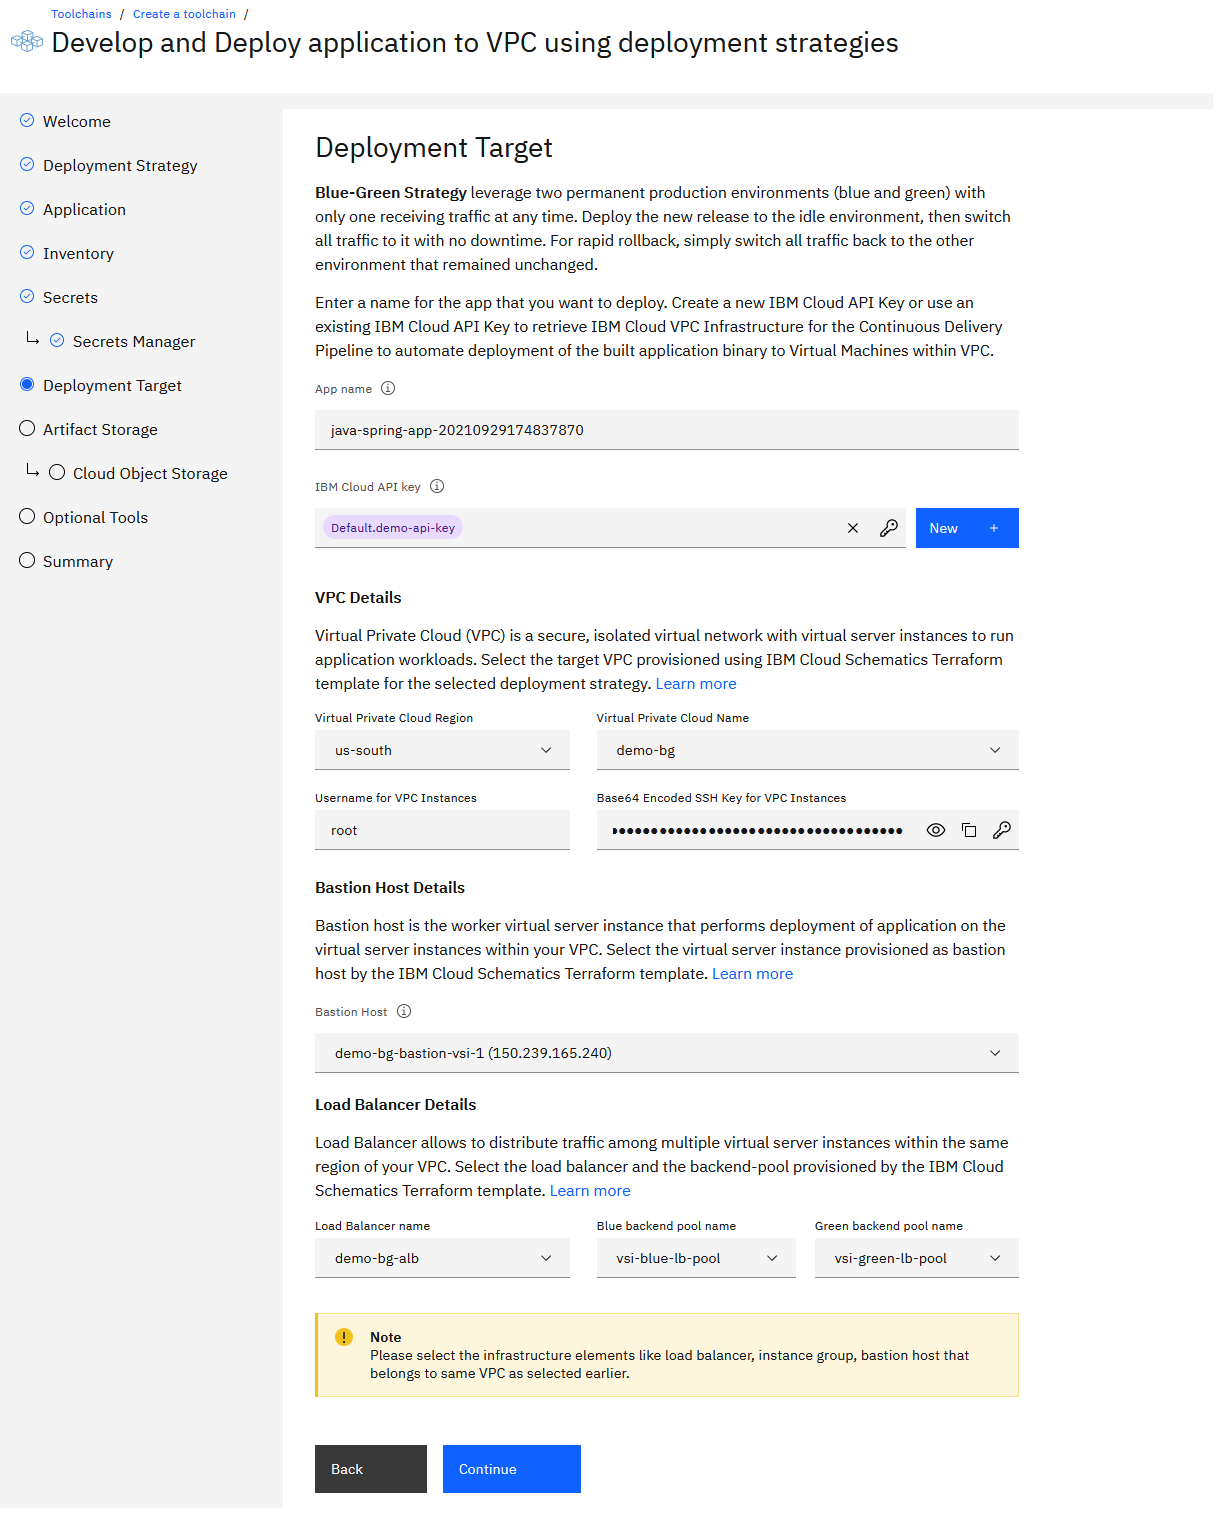 Toolchains / Create a toolchain /
Develop and Deploy application to VPC using deployment strategies
Welcome
Deployment Strategy
Application
Inventory
Secrets
Secrets Manager
Deployment Target
Artifact Storage
Cloud Object Storage
Optional Tools
Summary
Deployment Target
Blue-Green Strategy leverage two permanent production environments (blue and green) with
only one receiving traffic at any time. Deploy the new release to the idle environment, then switch
all traffic to it with no downtime. For rapid rollback, simply switch all traffic back to the other
environment that remained unchanged.
Enter a name for the app that you want to deploy. Create a new IBM Cloud API Key or use an
existing IBM Cloud API Key to retrieve IBM Cloud VPC Infrastructure for the Continuous Delivery
Pipeline to automate deployment of the built application binary to Virtual Machines within VPC.
App name
java-spring-app-20210929174837870
IBM Cloud API key
Default.demo-api-key
New +
VPC Details
Virtual Private Cloud (VPC) is a secure, isolated virtual network with virtual server instances to run
application workloads. Select the target VPC provisioned using IBM Cloud Schematics Terraform
template for the selected deployment strategy. Learn more
Virtual Private Cloud Region
Virtual Private Cloud Name
us-south
demo-bg
Username for VPC Instances
Base64 Encoded SSH Key for VPC Instances
root
Bastion Host Details
Bastion host is the worker virtual server instance that performs deployment of application on the
virtual server instances within your VPC. Select the virtual server instance provisioned as bastion
host by the IBM Cloud Schematics Terraform template. Learn more
Bastion Host
demo-bg-bastion-vsi-1 (150.239.165.240)
Load Balancer Details
Load Balancer allows to distribute traffic among multiple virtual server instances within the same
region of your VPC. Select the load balancer and the backend-pool provisioned by the IBM Cloud
Schematics Terraform template. Learn more
Load Balancer name
Blue backend pool name
Green backend pool name
demo-bg-alb
vsi-blue-lb-pool
vsi-green-lb-pool
Note
Please select the infrastructure elements like load balancer, instance group, bastion host that
belongs to same VPC as selected earlier.
Back
Continue